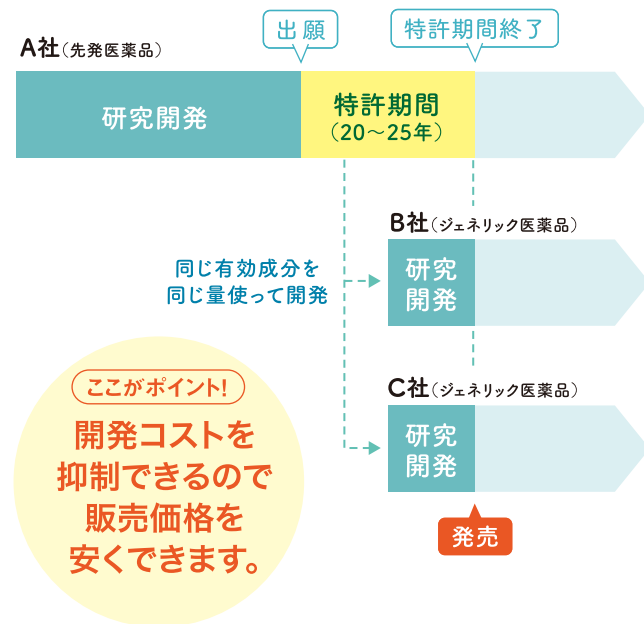 出願
特許期間終了
A社（先発医薬品）
研究開発
特許期間
（20〜25年）
B社（ジェネリック医薬品）
研究
開発
同じ有効成分を
同じ量使って開発
C社（ジェネリック医薬品）
研究
開発
発売
ここがポイント!
開発コストを
抑制できるので
販売価格を
安くできます。